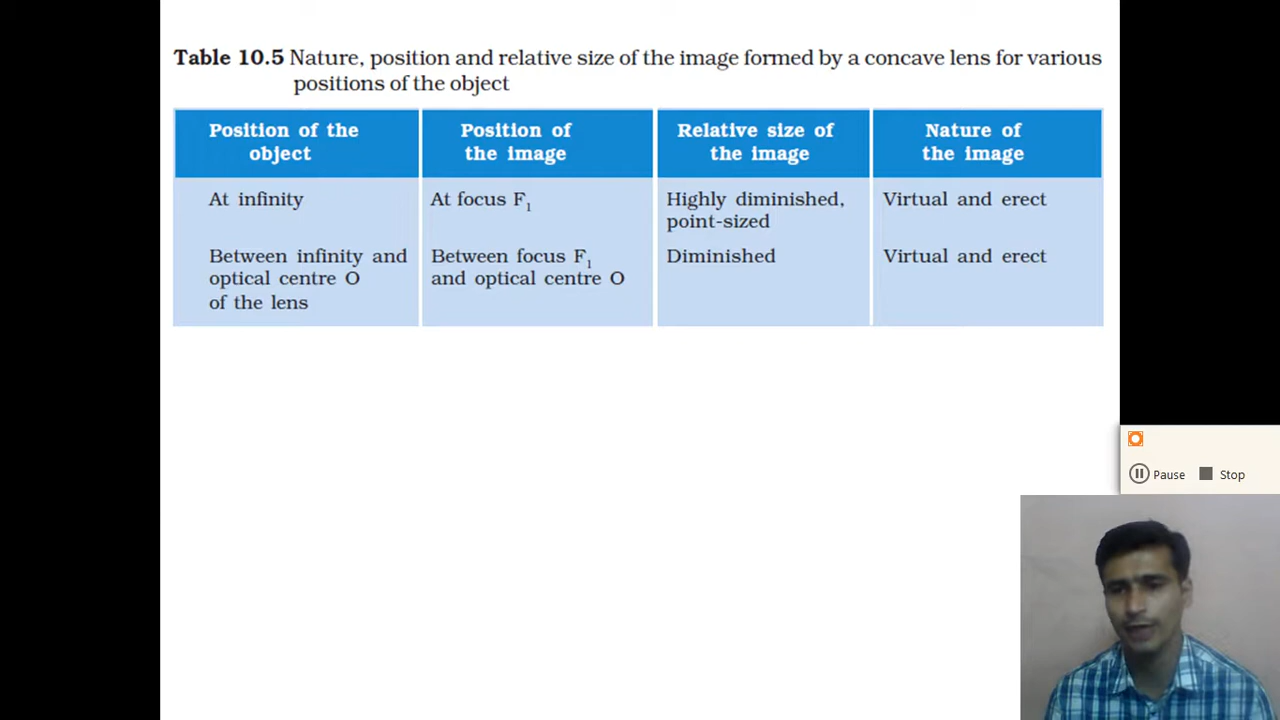 Table 10.5 Nature, position and relative size of the image formed by a concave lens for various
positions of the object
Position of the
object
Position of
the image
Relative size of
the image
Nature of
the image
At infinity
At focus F1
Highly diminished,
point-sized
Virtual and erect
Between infinity and
optical centre O
of the lens
Between focus F1
and optical centre O
Diminished
Virtual and erect
Pause
Stop